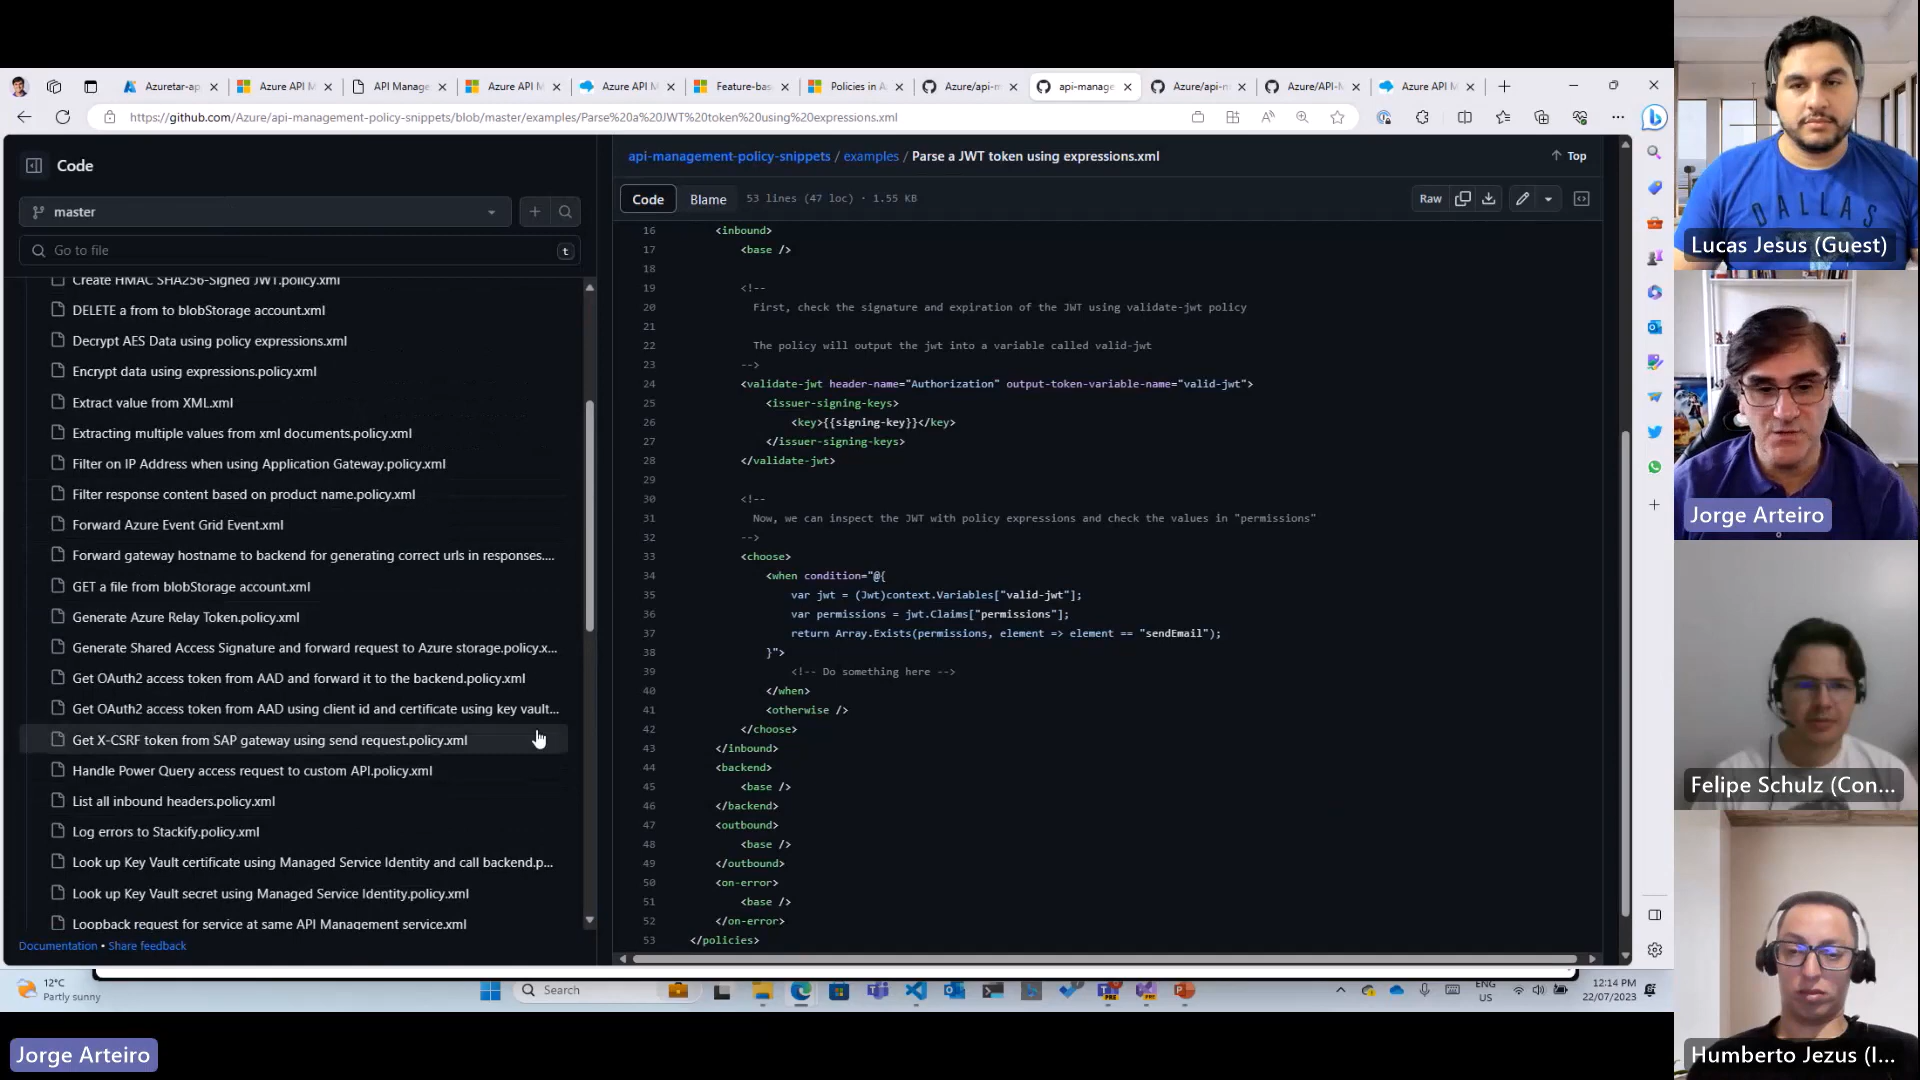 Azuretar-ap
Azure API M
API Manage
Azure API M
Azure API M
Feature-bas
Policies in A
Azure/api-m
api-manage
Azure/api-m
Azure/API-M
Azure API M
https://github.com/Azure/api-management-policy-snippets/blob/master/examples/Parse%20a%20JWT%20token%20using%20expressions.xml
Code
master
Go to file
t
Create HMAC SHA256-Signed JWT.policy.xml
DELETE a from to blobStorage account.xml
Decrypt AES Data using policy expressions.xml
Encrypt data using expressions.policy.xml
Extract value from XML.xml
Extracting multiple values from xml documents.policy.xml
Filter on IP Address when using Application Gateway.policy.xml
Filter response content based on product name.policy.xml
Forward Azure Event Grid Event.xml
Forward gateway hostname to backend for generating correct urls in responses....
GET a file from blobStorage account.xml
Generate Azure Relay Token.policy.xml
Generate Shared Access Signature and forward request to Azure storage.policy.x...
Get OAuth2 access token from AAD and forward it to the backend.policy.xml
Get OAuth2 access token from AAD using client id and certificate using key vault...
Get X-CSRF token from SAP gateway using send request.policy.xml
Handle Power Query access request to custom API.policy.xml
List all inbound headers.policy.xml
Log errors to Stackify.policy.xml
Look up Key Vault certificate using Managed Service Identity and call backend.p...
Look up Key Vault secret using Managed Service Identity.policy.xml
Loopback request for service at same API Management service.xml
Documentation • Share feedback
api-management-policy-snippets / examples / Parse a JWT token using expressions.xml
Top
Code
Blame
53 lines (47 loc) · 1.55 KB
Raw
16 <inbound>
17 <base />
18
19 <!--
20 First, check the signature and expiration of the JWT using validate-jwt policy
21
22 The policy will output the jwt into a variable called valid-jwt
23 -->
24 <validate-jwt header-name="Authorization" output-token-variable-name="valid-jwt">
25 <issuer-signing-keys>
26 <key>{{signing-key}}</key>
27 </issuer-signing-keys>
28 </validate-jwt>
29
30 <!--
31 Now, we can inspect the JWT with policy expressions and check the values in "permissions"
32 -->
33 <choose>
34 <when condition="@{
35 var jwt = (Jwt)context.Variables["valid-jwt"];
36 var permissions = jwt.Claims["permissions"];
37 return Array.Exists(permissions, element => element == "sendEmail");
38 }">
39 <!-- Do something here -->
40 </when>
41 <otherwise />
42 </choose>
43 </inbound>
44 <backend>
45 <base />
46 </backend>
47 <outbound>
48 <base />
49 </outbound>
50 <on-error>
51 <base />
52 </on-error>
53 </policies>
12°C
Partly sunny
Search
ENG
US
12:14 PM
22/07/2023
Jorge Arteiro
DALLAS
Lucas Jesus (Guest)
Jorge Arteiro
Felipe Schulz (Con...
Humberto Jezus (I...